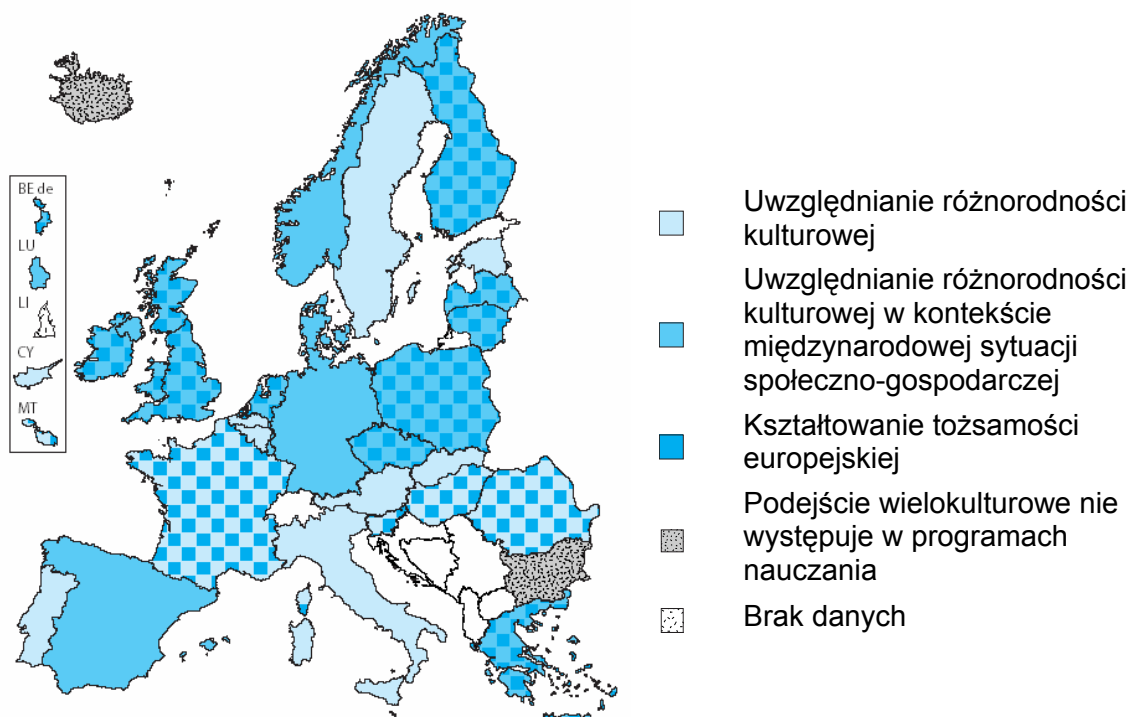 BE de
LU
LI
CY
MT
Uwzględnianie różnorodności
kulturowej
Uwzględnianie różnorodności
kulturowej w kontekście
międzynarodowej sytuacji
społeczno-gospodarczej
Kształtowanie tożsamości
europejskiej
Podejście wielokulturowe nie
występuje w programach
nauczania
Brak danych